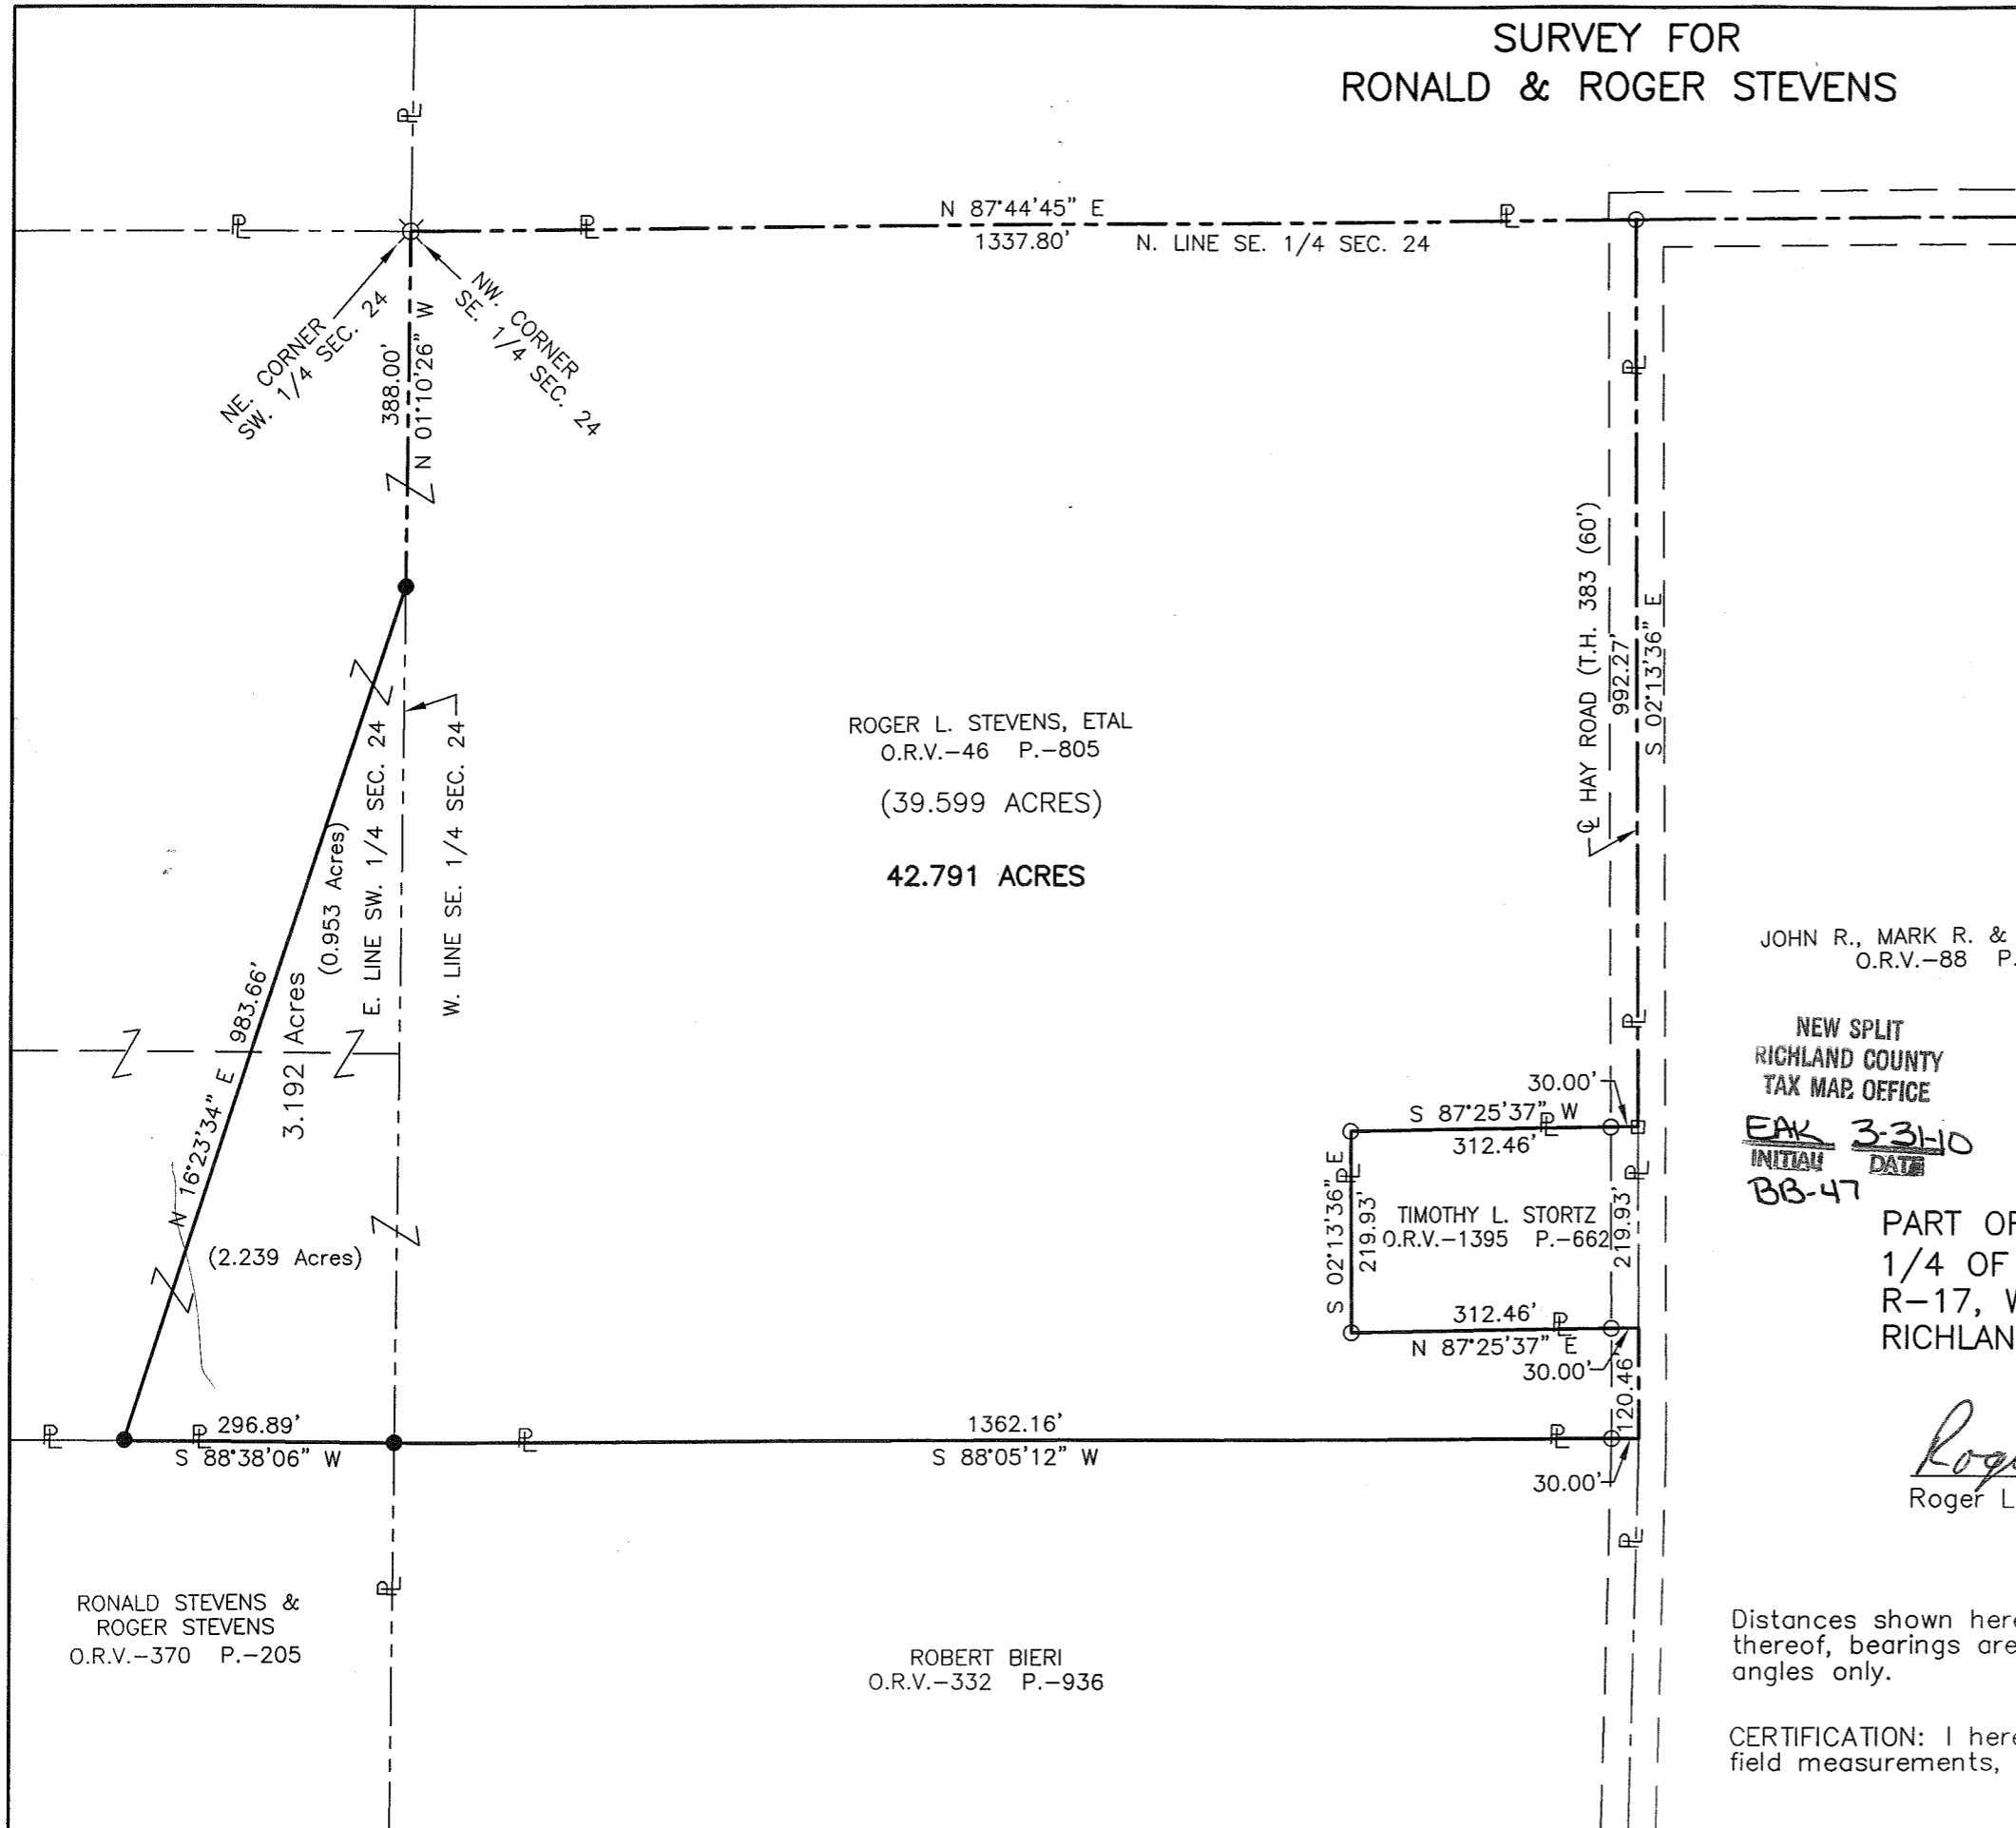 SURVEY FOR
RONALD & ROGER STEVENS
N 87°44'45" E
1337.80'
N. LINE SE. 1/4 SEC. 24
NE. CORNER
SW. 1/4 SEC. 24
NW. CORNER
SE. 1/4 SEC. 24
388.00'
N 01°10'26" W
ROGER L. STEVENS, ETAL
O.R.V.-46 P.-805
(39.599 ACRES)
42.791 ACRES
℄ HAY ROAD (T.H. 383 (60')
992.27'
S 02°13'36" E
E. LINE SW. 1/4 SEC. 24
W. LINE SE. 1/4 SEC. 24
(0.953 Acres)
3.192 Acres
N 16°23'34" E 983.66'
(2.239 Acres)
JOHN R., MARK R. &
O.R.V.-88 P.
NEW SPLIT
RICHLAND COUNTY
TAX MAP OFFICE
EAK 3-31-10
INITIAL DATE
BB-47
30.00'
S 87°25'37" W
312.46'
S 02°13'36" E
219.93'
TIMOTHY L. STORTZ
O.R.V.-1395 P.-662
219.93'
312.46'
N 87°25'37" E
30.00'
120.46'
PART OF
1/4 OF
R-17, W
RICHLAN
296.89'
S 88°38'06" W
1362.16'
S 88°05'12" W
30.00'
Roger L
RONALD STEVENS &
ROGER STEVENS
O.R.V.-370 P.-205
ROBERT BIERI
O.R.V.-332 P.-936
Distances shown here
thereof, bearings are
angles only.
CERTIFICATION: I here
field measurements,